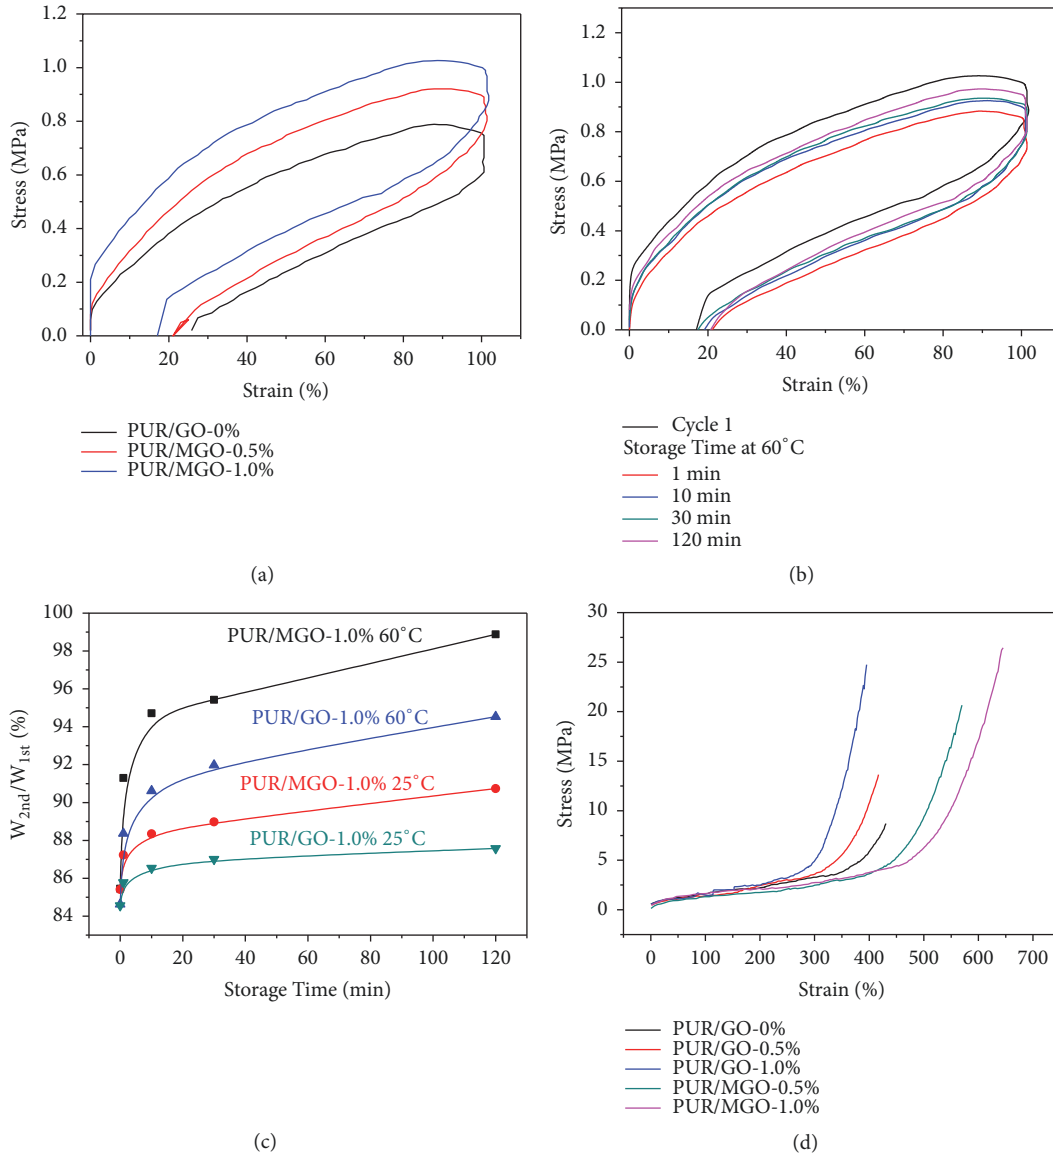 1.2
1.0
0.8
0.6
0.4
0.2
0.0
Stress (MPa)
0 20 40 60 80 100
Strain (%)
PUR/GO-0%
PUR/MGO-0.5%
PUR/MGO-1.0%
(a)
1.2
1.0
0.8
0.6
0.4
0.2
0.0
Stress (MPa)
0 20 40 60 80 100
Strain (%)
Cycle 1
Storage Time at 60˚C
1 min
10 min
30 min
120 min
(b)
100
98
96
94
92
90
88
86
84
W2nd/W1st (%)
PUR/MGO-1.0% 60˚C
PUR/GO-1.0% 60˚C
PUR/MGO-1.0% 25˚C
PUR/GO-1.0% 25˚C
0 20 40 60 80 100 120
Storage Time (min)
(c)
30
25
20
15
10
5
0
Stress (MPa)
0 100 200 300 400 500 600 700
Strain (%)
PUR/GO-0%
PUR/GO-0.5%
PUR/GO-1.0%
PUR/MGO-0.5%
PUR/MGO-1.0%
(d)